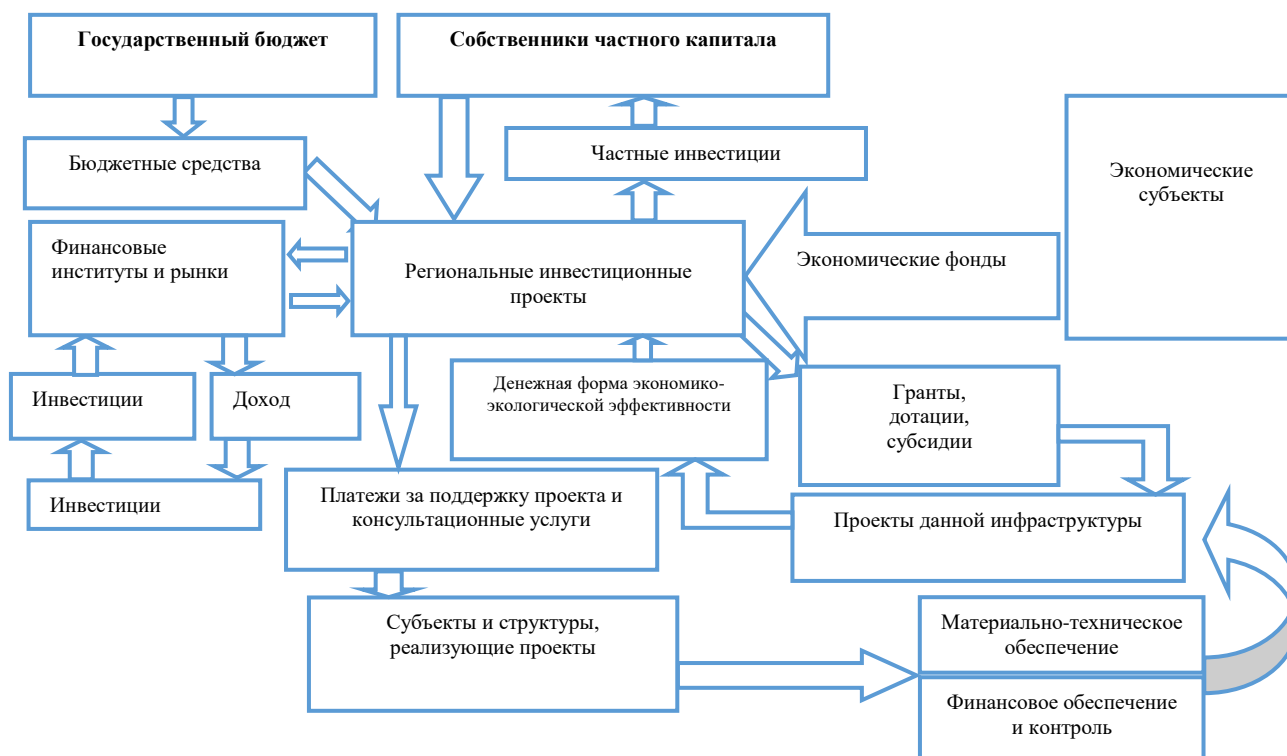 Государственный бюджет
Собственники частного капитала
Бюджетные средства
Частные инвестиции
Экономические
субъекты
Финансовые
институты и рынки
Региональные инвестиционные
проекты
Экономические фонды
Инвестиции
Доход
Денежная форма экономико-
экологической эффективности
Гранты,
дотации,
субсидии
Инвестиции
Платежи за поддержку проекта и
консультационные услуги
Проекты данной инфраструктуры
Субъекты и структуры,
реализующие проекты
Материально-техническое
обеспечение
Финансовое обеспечение
и контроль